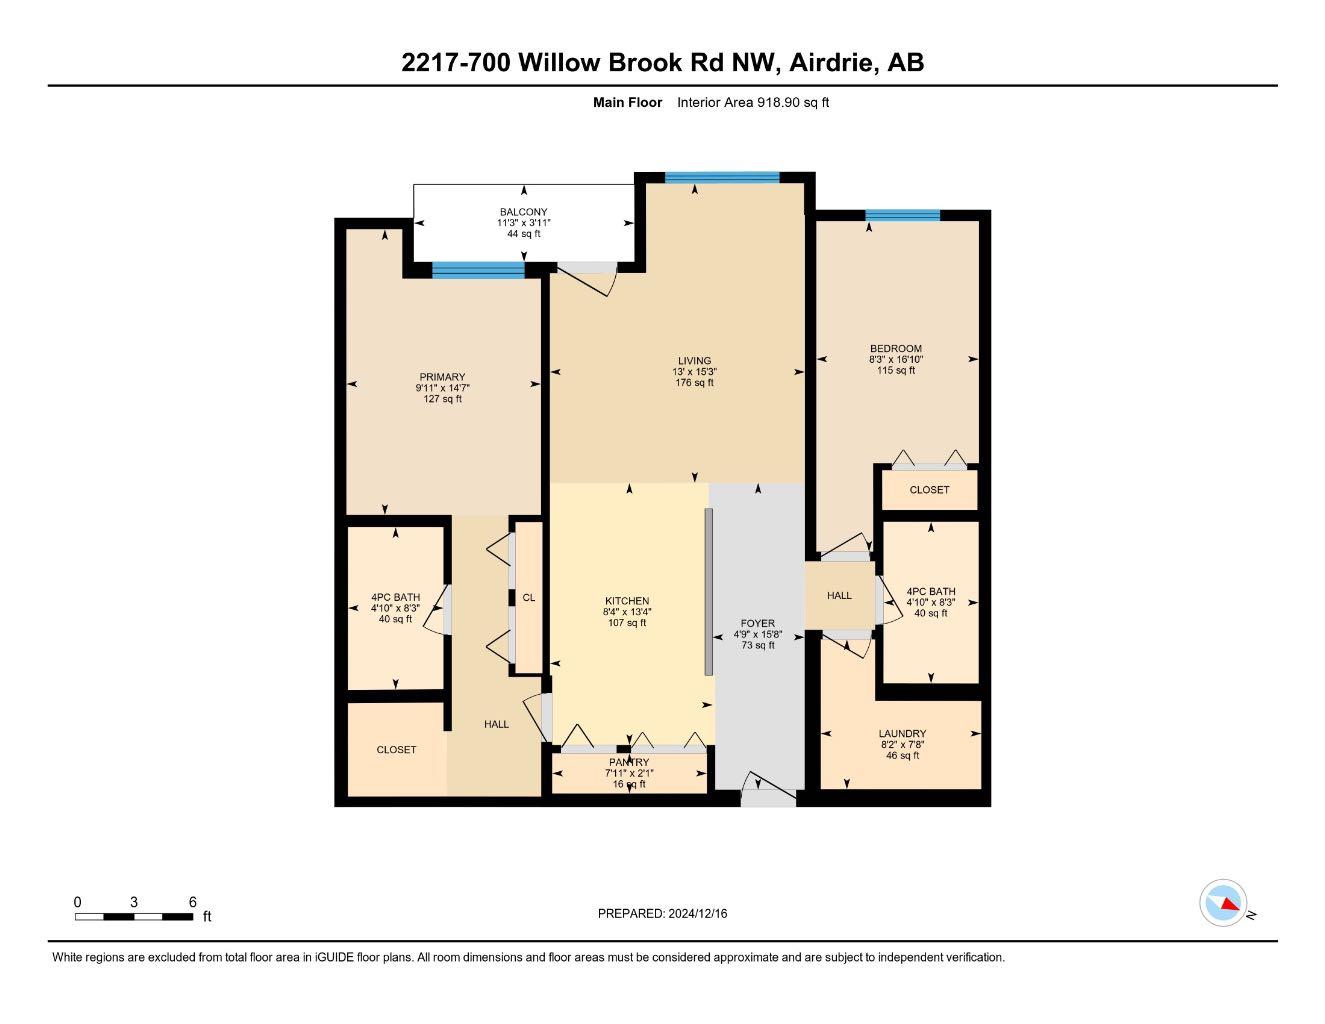 2217-700 Willow Brook Rd NW, Airdrie, AB
Main Floor Interior Area 918.90 sq ft
BALCONY
11'3" x 3'11"
44 sq ft
PRIMARY
9'11" x 14'7"
127 sq ft
LIVING
13' x 15'3"
176 sq ft
BEDROOM
8'3" x 16'10"
115 sq ft
CLOSET
4PC BATH
4'10" x 8'3"
40 sq ft
CL
KITCHEN
8'4" x 13'4"
107 sq ft
FOYER
4'9" x 15'8"
73 sq ft
HALL
4PC BATH
4'10" x 8'3"
40 sq ft
HALL
CLOSET
PANTRY
7'11" x 2'1"
16 sq ft
LAUNDRY
8'2" x 7'8"
46 sq ft
0 3 6
ft
PREPARED: 2024/12/16
N
White regions are excluded from total floor area in iGUIDE floor plans. All room dimensions and floor areas must be considered approximate and are subject to independent verification.